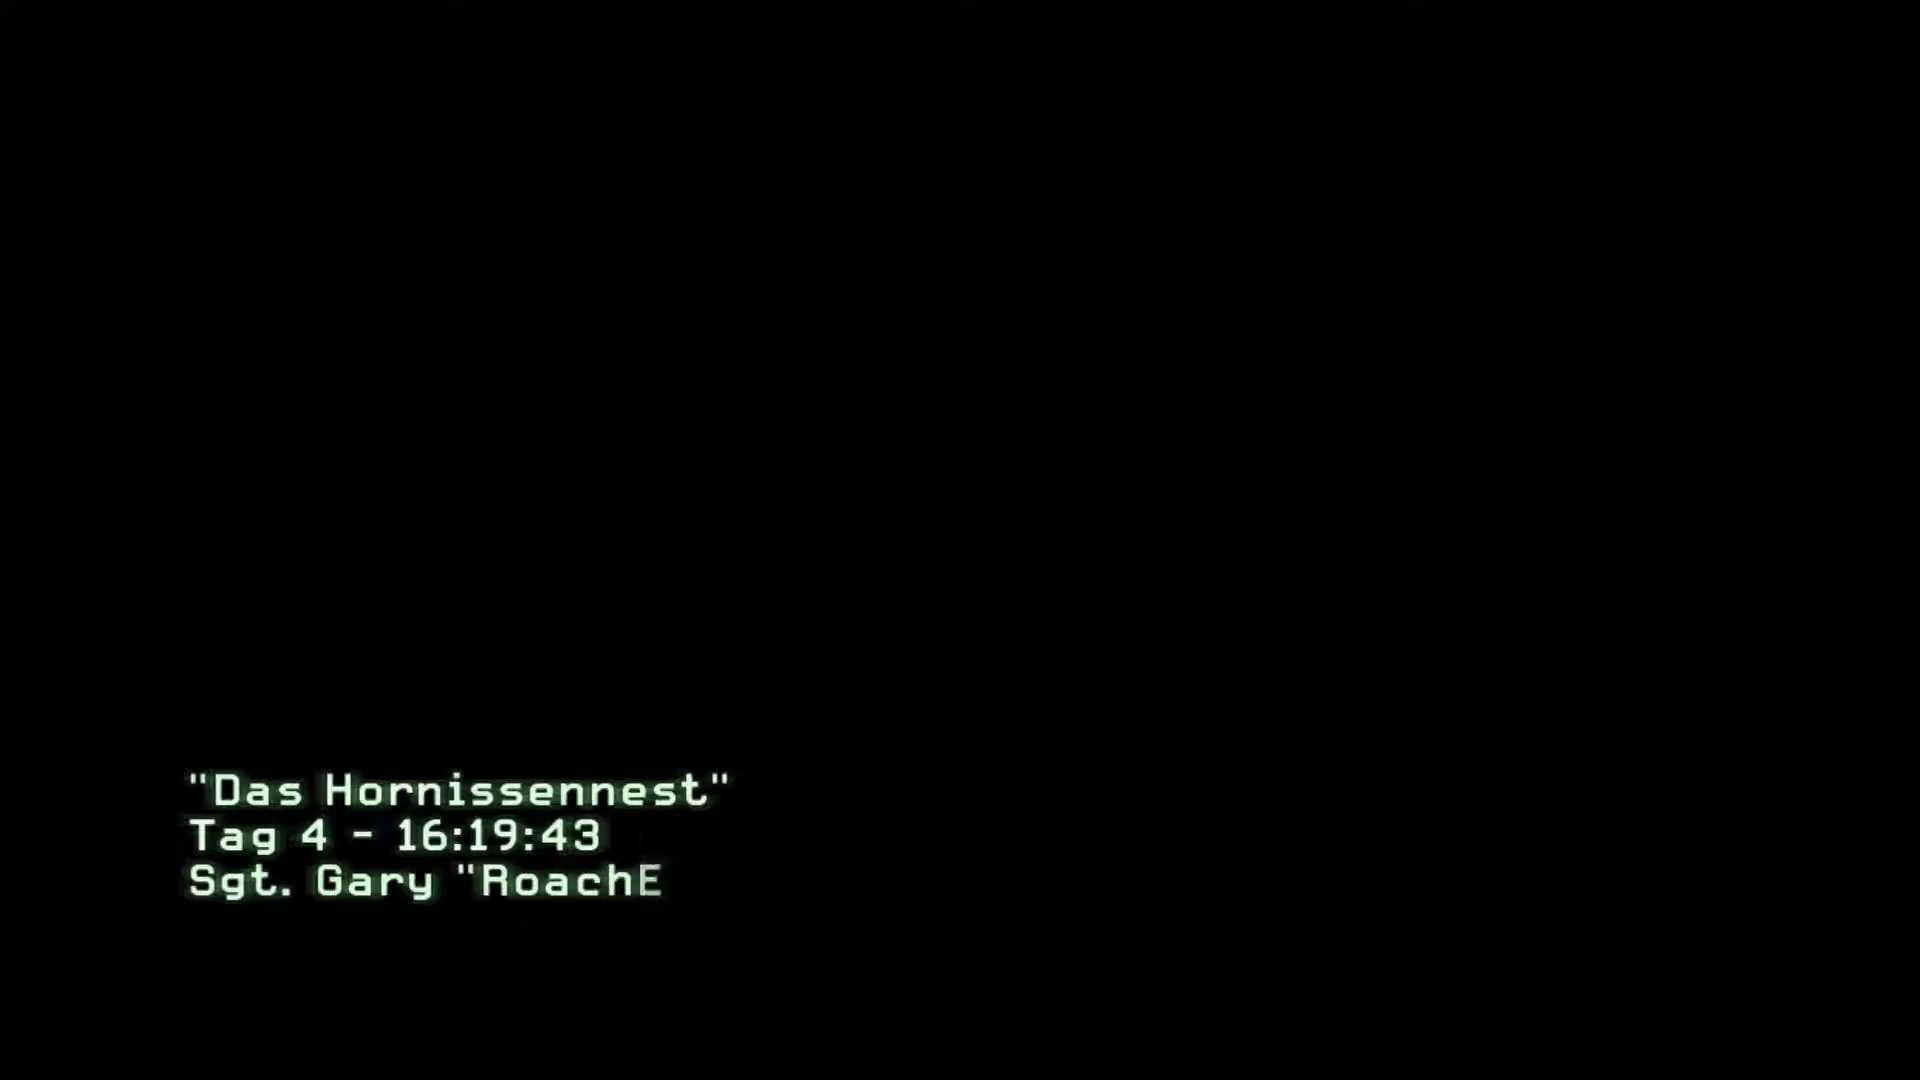 "Das Hornissennest"
Tag 4 - 16:19:43
Sgt. Gary "RoachE